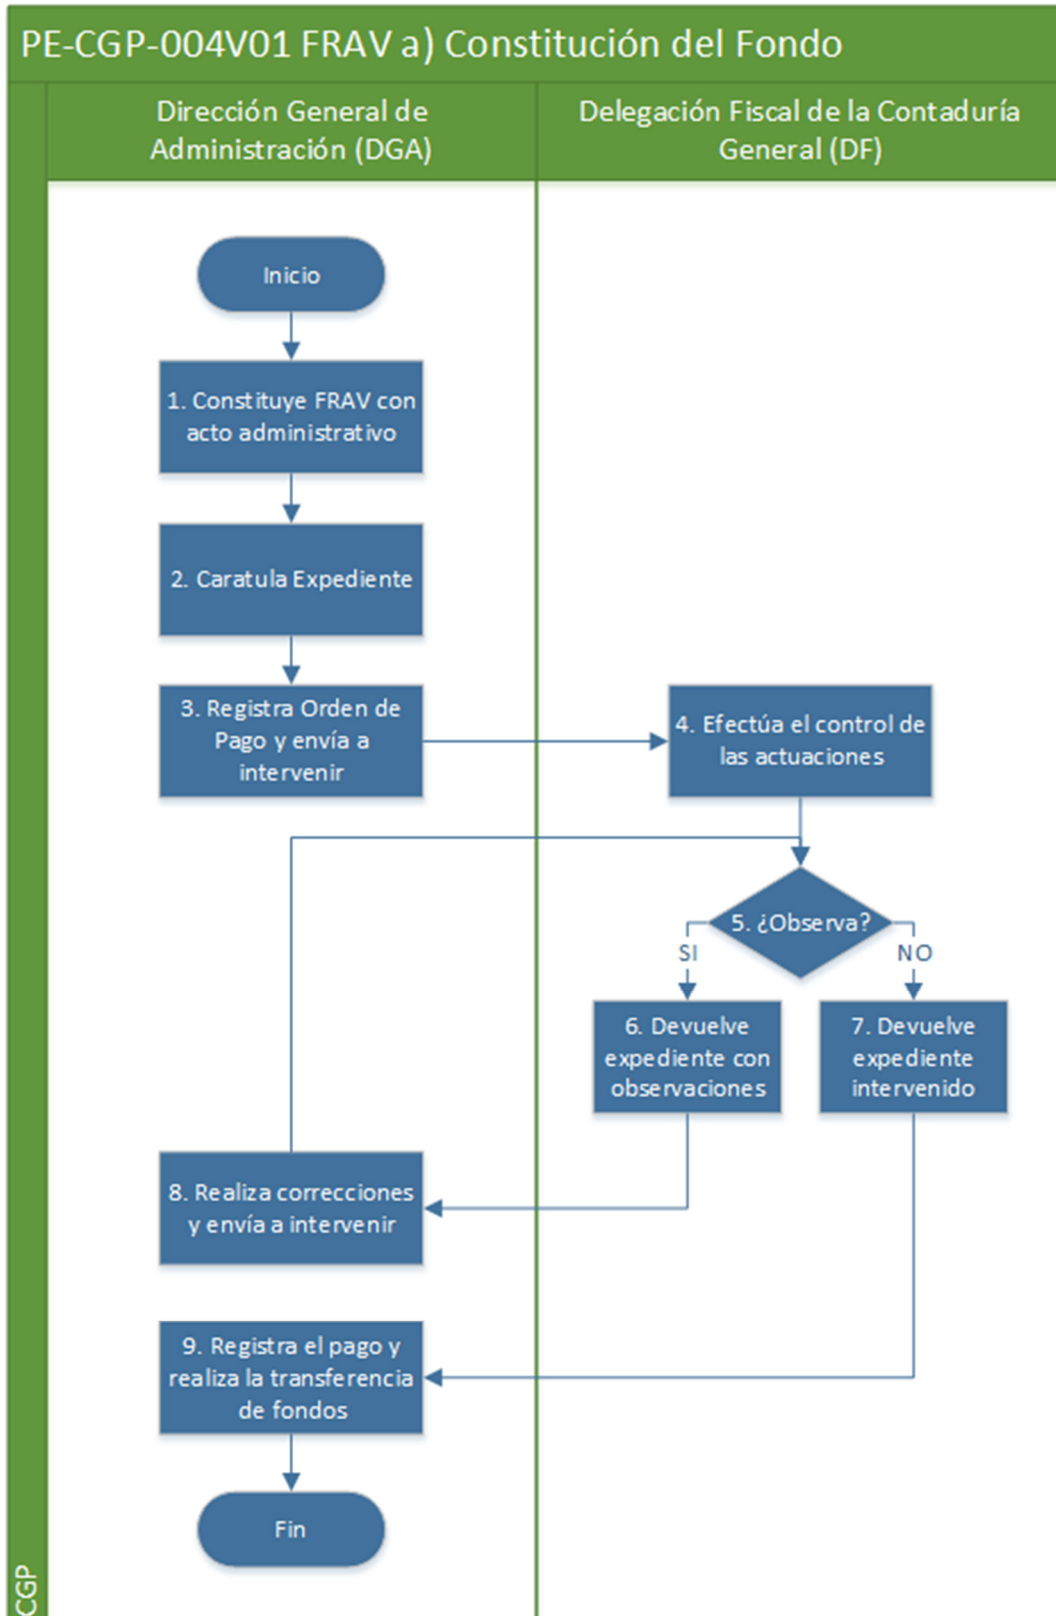 PE-CGP-004V01 FRAV a) Constitución del Fondo
Dirección General de
Administración (DGA)
Delegación Fiscal de la Contaduría
General (DF)
Inicio
1. Constituye FRAV con
acto administrativo
2. Caratula Expediente
3. Registra Orden de
Pago y envía a
intervenir
4. Efectúa el control de
las actuaciones
5. ¿Observa?
SI
NO
6. Devuelve
expediente con
observaciones
7. Devuelve
expediente
intervenido
8. Realiza correcciones
y envía a intervenir
9. Registra el pago y
realiza la transferencia
de fondos
Fin
CGP